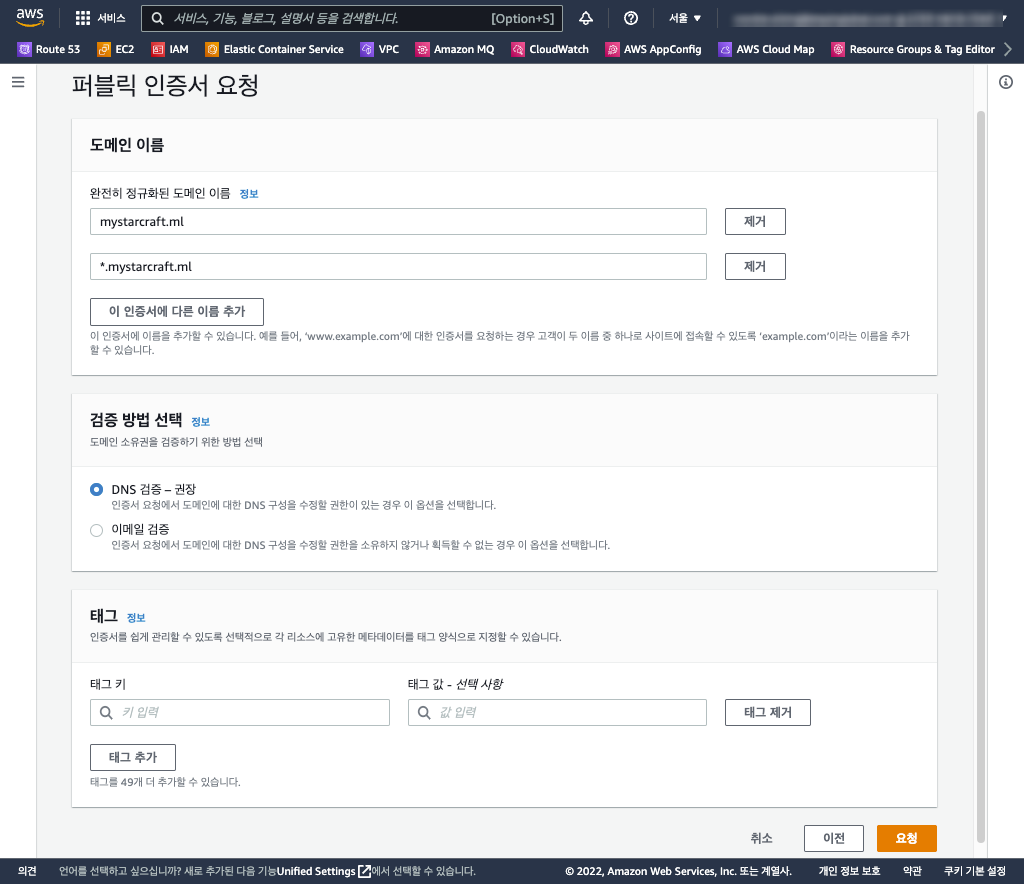 aws
서비스
서비스, 기능, 블로그, 설명서 등을 검색합니다.
[Option+S]
서울 ▼
Route 53
EC2
IAM
Elastic Container Service
VPC
Amazon MQ
CloudWatch
AWS AppConfig
AWS Cloud Map
Resource Groups & Tag Editor
퍼블릭 인증서 요청
도메인 이름
완전히 정규화된 도메인 이름 정보
mystarcraft.ml
제거
*.mystarcraft.ml
제거
이 인증서에 다른 이름 추가
이 인증서에 이름을 추가할 수 있습니다. 예를 들어, ‘www.example.com’에 대한 인증서를 요청하는 경우 고객이 두 이름 중 하나로 사이트에 접속할 수 있도록 ‘example.com’이라는 이름을 추가
할 수 있습니다.
검증 방법 선택 정보
도메인 소유권을 검증하기 위한 방법 선택
DNS 검증 – 권장
인증서 요청에서 도메인에 대한 DNS 구성을 수정할 권한이 있는 경우 이 옵션을 선택합니다.
이메일 검증
인증서 요청에서 도메인에 대한 DNS 구성을 수정할 권한을 소유하지 않거나 획득할 수 없는 경우 이 옵션을 선택합니다.
태그 정보
인증서를 쉽게 관리할 수 있도록 선택적으로 각 리소스에 고유한 메타데이터를 태그 양식으로 지정할 수 있습니다.
태그 키
태그 값 - 선택 사항
키 입력
값 입력
태그 제거
태그 추가
태그를 49개 더 추가할 수 있습니다.
취소
이전
요청
의견
언어를 선택하고 싶으십니까? 새로 추가된 다음 기능Unified Settings에서 선택할 수 있습니다.
© 2022, Amazon Web Services, Inc. 또는 계열사.
개인 정보 보호
약관
쿠키 기본 설정